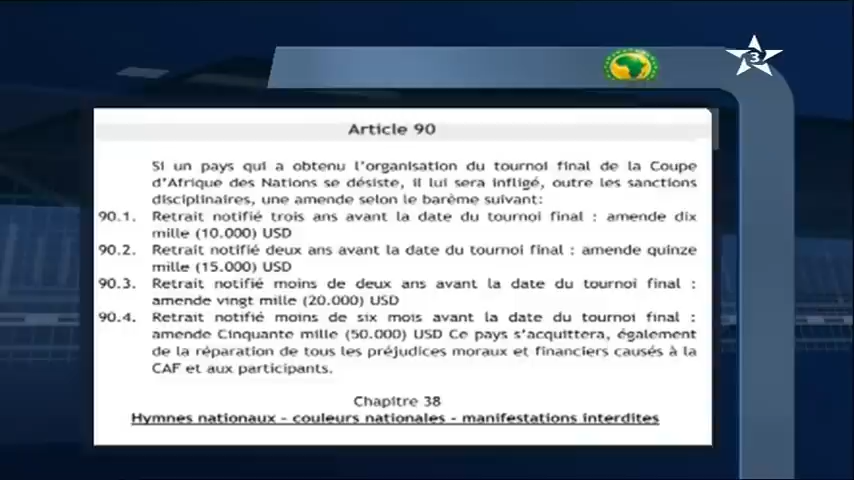 3
Article 90
Si un pays qui a obtenu l'organisation du tournoi final de la Coupe
d'Afrique des Nations se désiste, il lui sera infligé, outre les sanctions
disciplinaires, une amende selon le barème suivant:
90.1. Retrait notifié trois ans avant la date du tournoi final : amende dix
mille (10.000) USD
90.2. Retrait notifié deux ans avant la date du tournoi final : amende quinze
mille (15.000) USD
90.3. Retrait notifié moins de deux ans avant la date du tournoi final :
amende vingt mille (20.000) USD
90.4. Retrait notifié moins de six mois avant la date du tournoi final :
amende Cinquante mille (50.000) USD Ce pays s'acquittera, également
de la réparation de tous les préjudices moraux et financiers causés à la
CAF et aux participants.
Chapitre 38
Hymnes nationaux - couleurs nationales - manifestations interdites